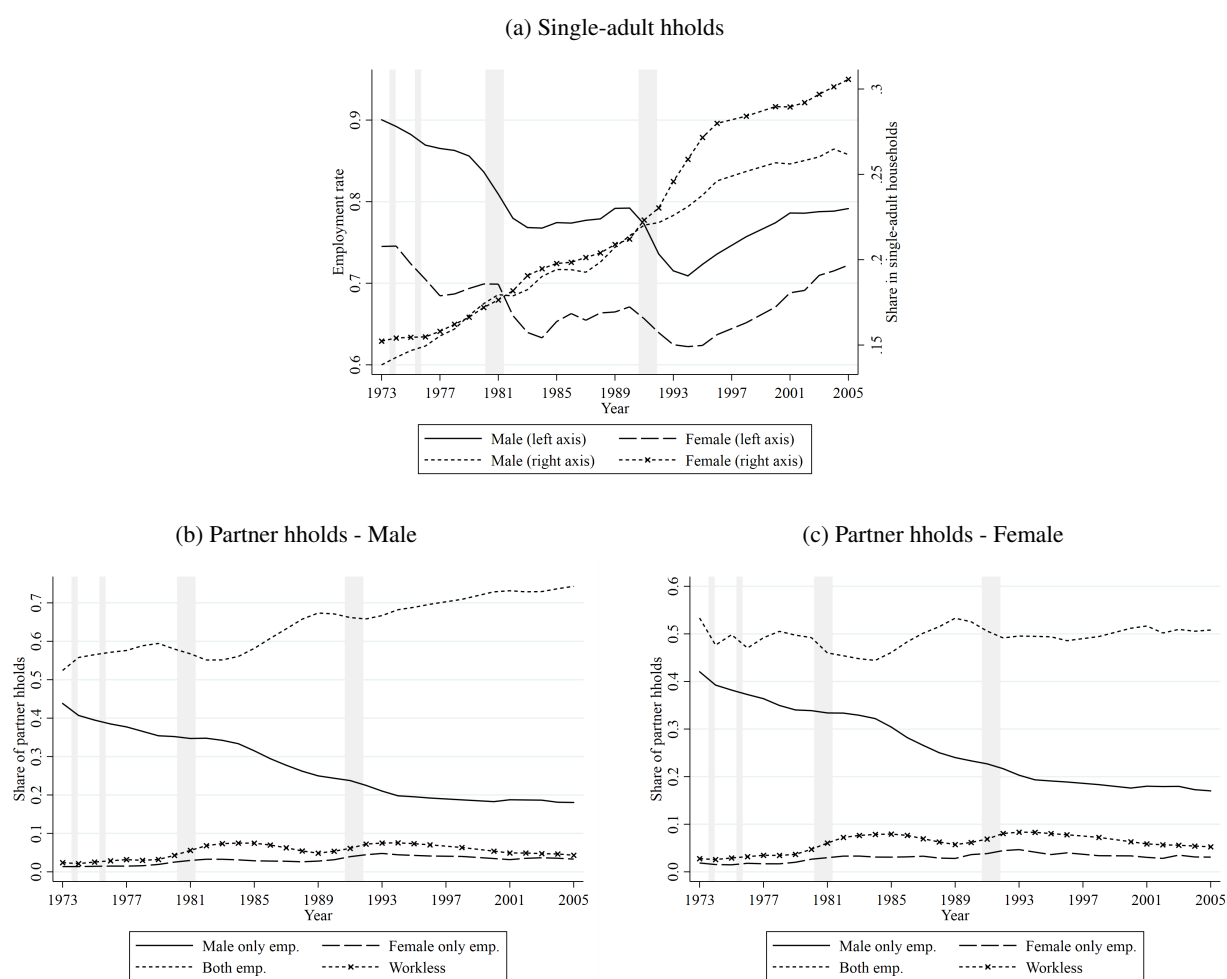 (a) Single-adult hholds
Employment rate
0.6 0.7 0.8 0.9
Share in single-adult households
.15 .2 .25 .3
1973 1977 1981 1985 1989 1993 1997 2001 2005
Year
Male (left axis) Female (left axis)
Male (right axis) Female (right axis)
(b) Partner hholds - Male
Share of partner hholds
0.0 0.1 0.2 0.3 0.4 0.5 0.6 0.7
1973 1977 1981 1985 1989 1993 1997 2001 2005
Year
Male only emp. Female only emp.
Both emp. Workless
(c) Partner hholds - Female
Share of partner hholds
0.0 0.1 0.2 0.3 0.4 0.5 0.6
1973 1977 1981 1985 1989 1993 1997 2001 2005
Year
Male only emp. Female only emp.
Both emp. Workless